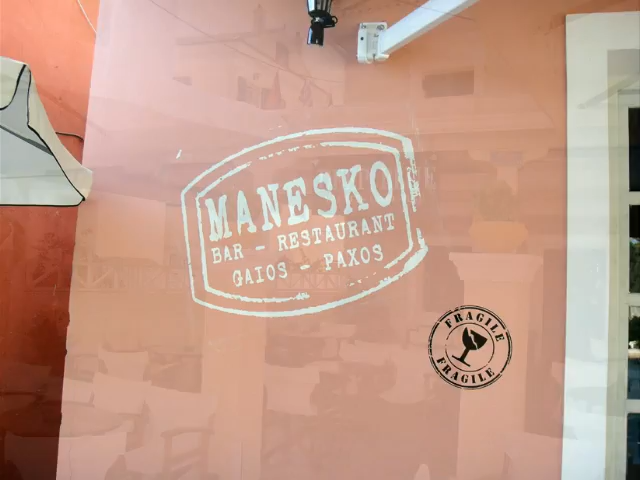 MANESKO
BAR - RESTAURANT
GAIOS - PAXOS
FRAGILE
FRAGILE